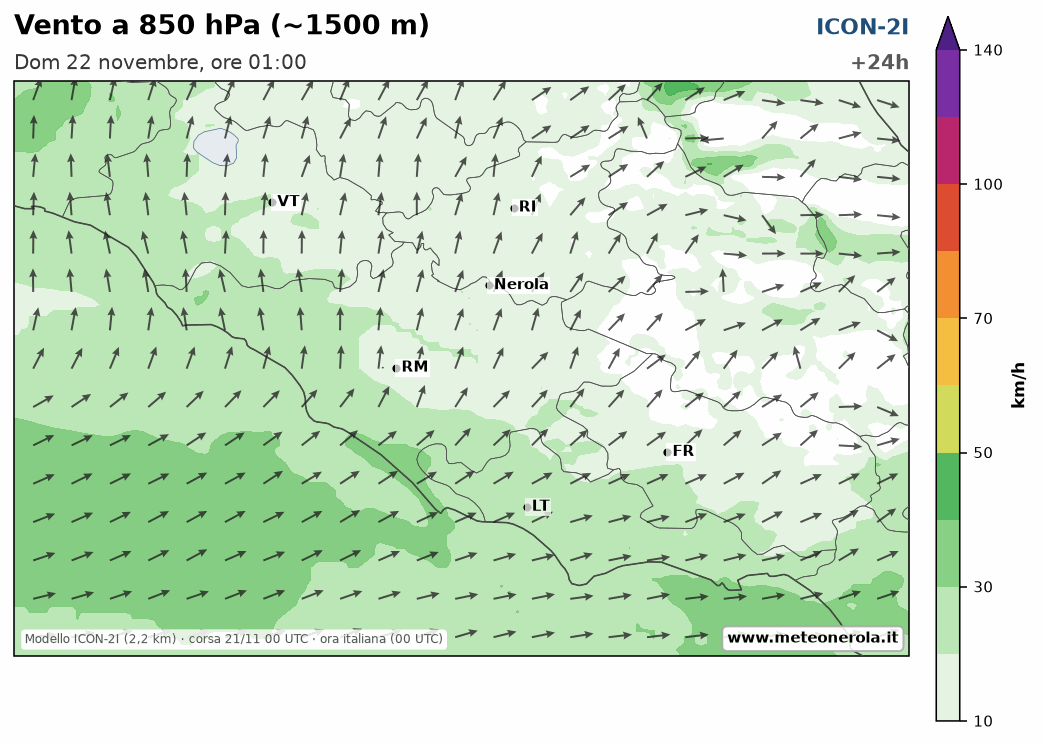 Vento a 850 hPa (~1500 m)
ICON-2I
Dom 22 novembre, ore 01:00
+24h
140
100
70
50
30
10
km/h
VT
RI
Nerola
RM
FR
LT
Modello ICON-2I (2,2 km) · corsa 21/11 00 UTC · ora italiana (00 UTC)
www.meteonerola.it